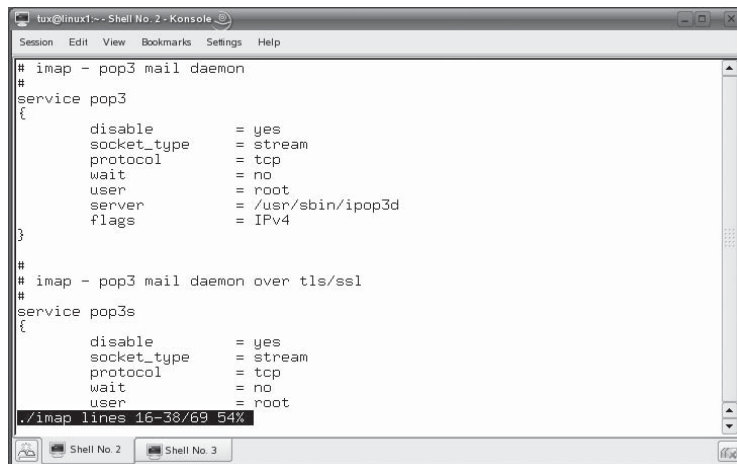 tux@linux1:~ - Shell No. 2 - Konsole
Session Edit View Bookmarks Settings Help
# imap - pop3 mail daemon
#
service pop3
{
        disable         = yes
        socket_type     = stream
        protocol        = tcp
        wait            = no
        user            = root
        server          = /usr/sbin/ipop3d
        flags           = IPv4
}
#
# imap - pop3 mail daemon over tls/ssl
#
service pop3s
{
        disable         = yes
        socket_type     = stream
        protocol        = tcp
        wait            = no
        user            = root
./imap lines 16-38/69 54%
Shell No. 2 Shell No. 3